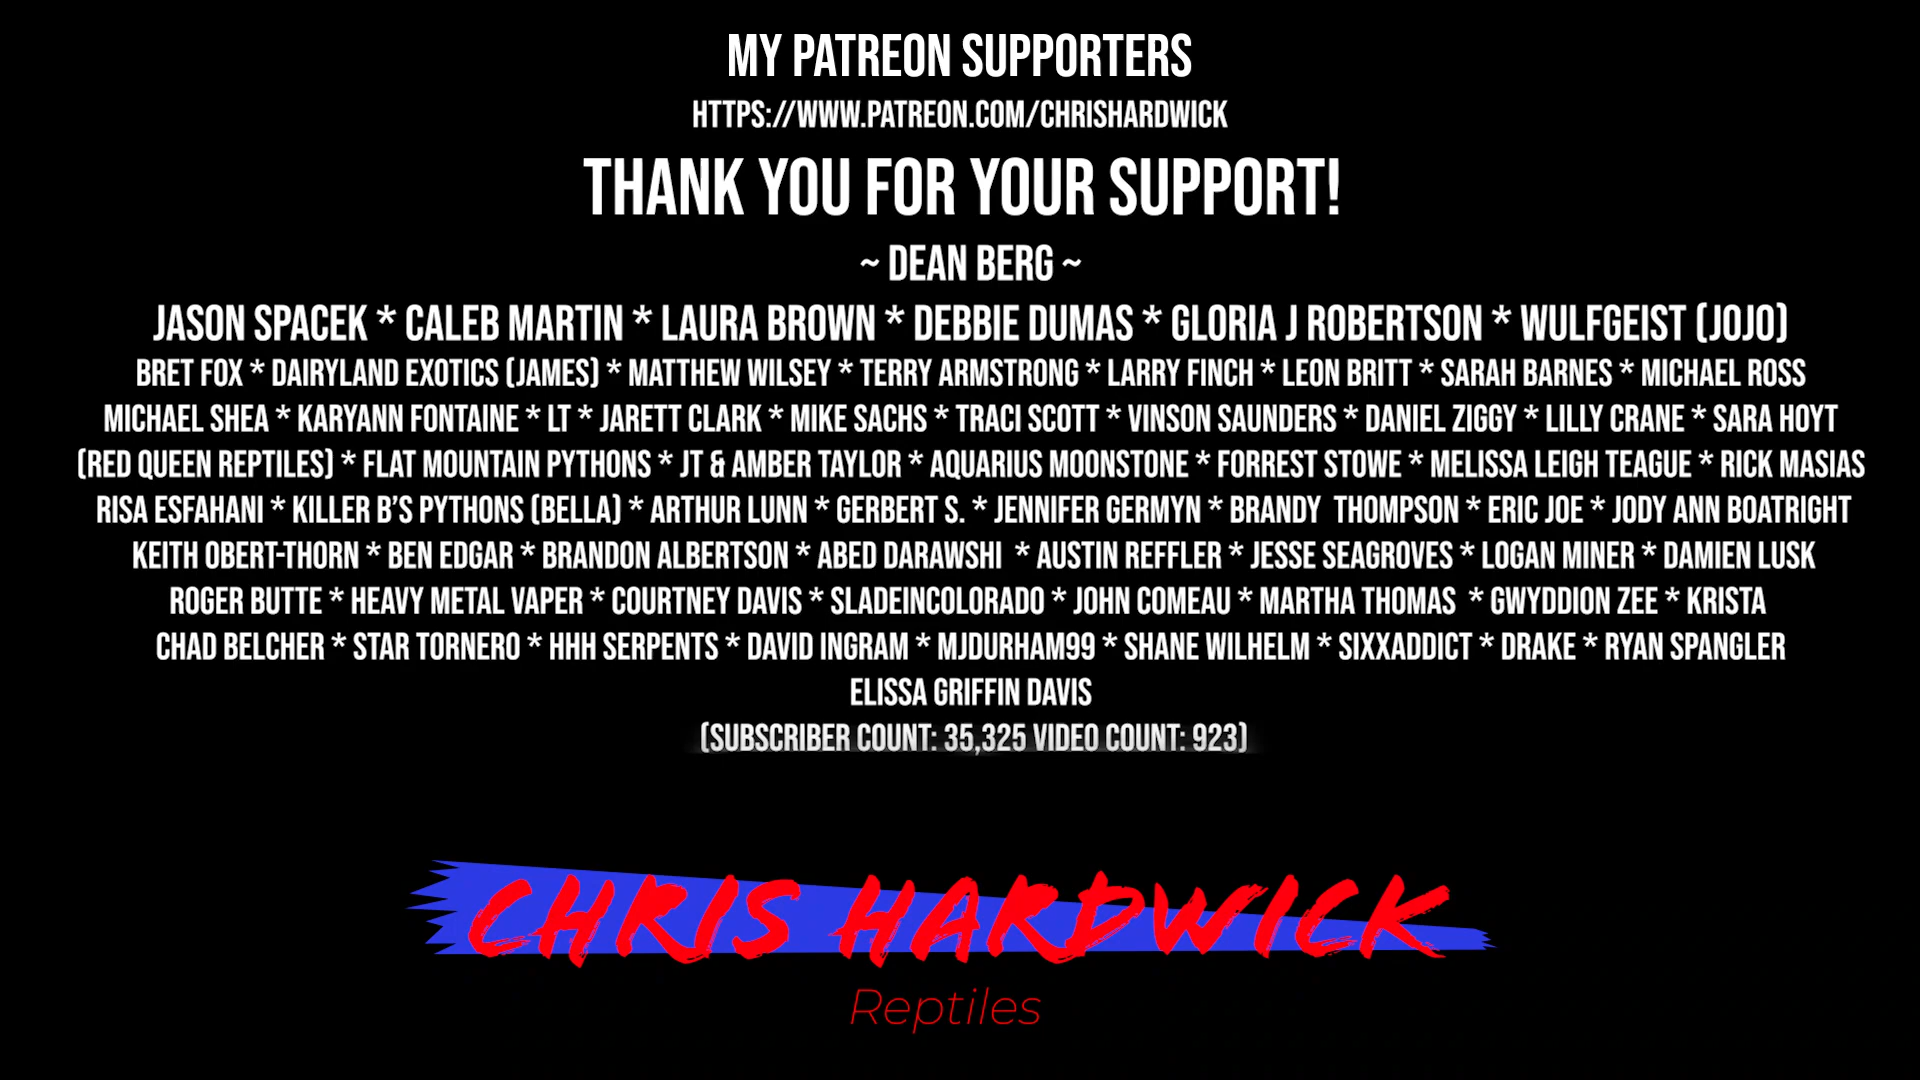 MY PATREON SUPPORTERS
HTTPS://WWW.PATREON.COM/CHRISHARDWICK
THANK YOU FOR YOUR SUPPORT!
~ DEAN BERG ~
JASON SPACEK * CALEB MARTIN * LAURA BROWN * DEBBIE DUMAS * GLORIA J ROBERTSON * WULFGEIST (JOJO)
BRET FOX * DAIRYLAND EXOTICS (JAMES) * MATTHEW WILSEY * TERRY ARMSTRONG * LARRY FINCH * LEON BRITT * SARAH BARNES * MICHAEL ROSS
MICHAEL SHEA * KARYANN FONTAINE * LT * JARETT CLARK * MIKE SACHS * TRACI SCOTT * VINSON SAUNDERS * DANIEL ZIGGY * LILLY CRANE * SARA HOYT
(RED QUEEN REPTILES) * FLAT MOUNTAIN PYTHONS * JT & AMBER TAYLOR * AQUARIUS MOONSTONE * FORREST STOWE * MELISSA LEIGH TEAGUE * RICK MASIAS
RISA ESFAHANI * KILLER B'S PYTHONS (BELLA) * ARTHUR LUNN * GERBERT S. * JENNIFER GERMYN * BRANDY THOMPSON * ERIC JOE * JODY ANN BOATRIGHT
KEITH OBERT-THORN * BEN EDGAR * BRANDON ALBERTSON * ABED DARAWSHI * AUSTIN REFFLER * JESSE SEAGROVES * LOGAN MINER * DAMIEN LUSK
ROGER BUTTE * HEAVY METAL VAPER * COURTNEY DAVIS * SLADEINCOLORADO * JOHN COMEAU * MARTHA THOMAS * GWYDDION ZEE * KRISTA
CHAD BELCHER * STAR TORNERO * HHH SERPENTS * DAVID INGRAM * MJDURHAM99 * SHANE WILHELM * SIXXADDICT * DRAKE * RYAN SPANGLER
ELISSA GRIFFIN DAVIS
(SUBSCRIBER COUNT: 35,325 VIDEO COUNT: 923)
CHRIS HARDWICK
Reptiles